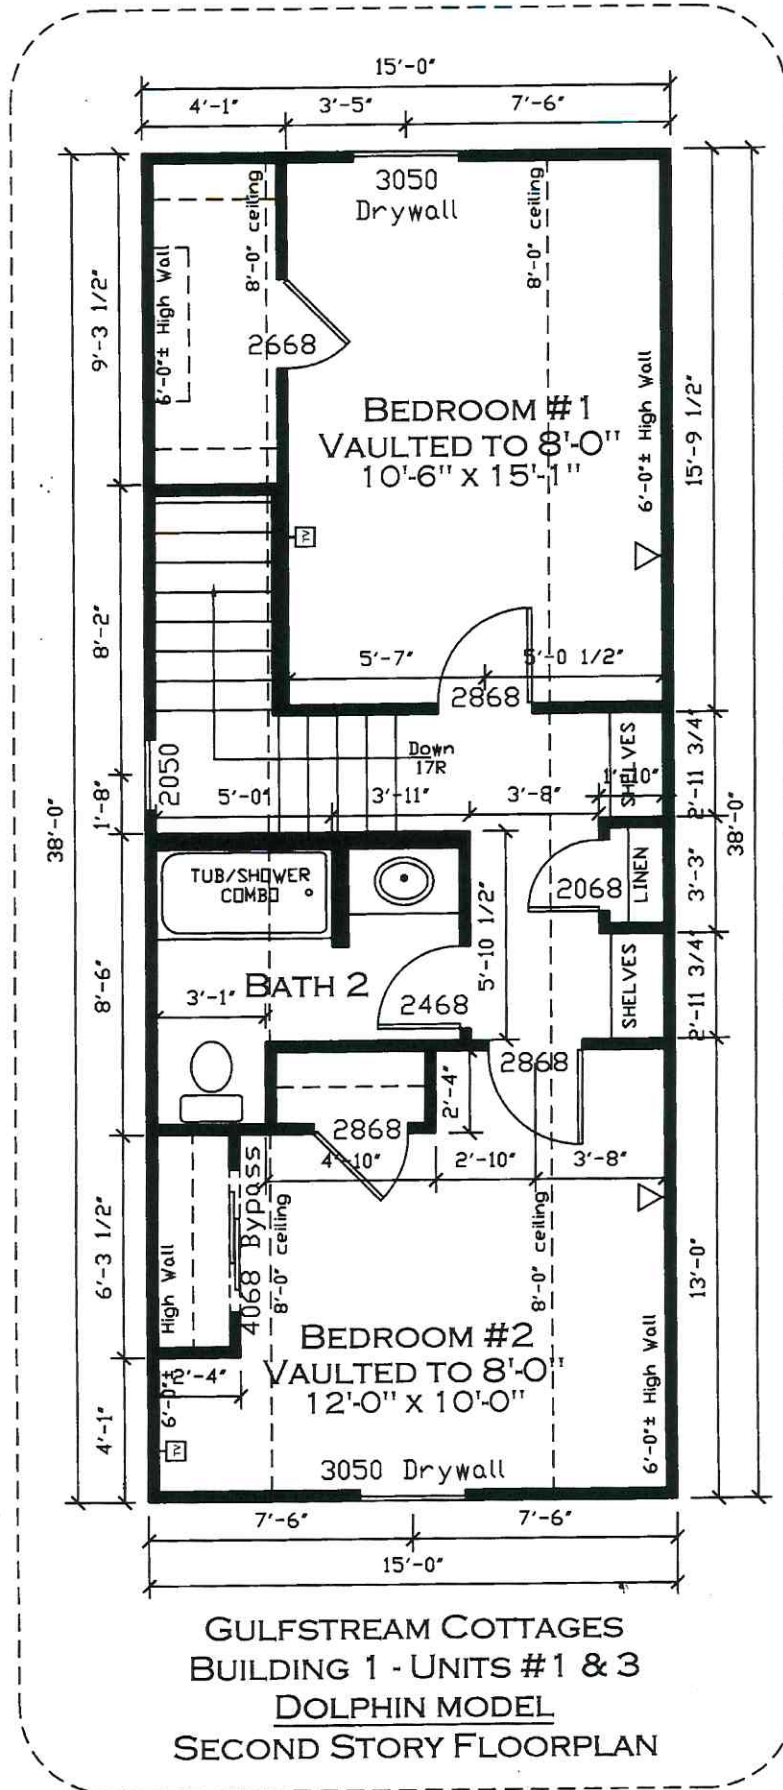 15'-0"
4'-1" 3'-5" 7'-6"
3050
Drywall
8'-0" ceiling
8'-0" ceiling
9'-3 1/2"
6'-0"± High Wall
2668
BEDROOM #1
VAULTED TO 8'-0"
10'-6" X 15'-1"
6'-0"± High Wall
15'-9 1/2"
TV
8'-2"
5'-7" 5'-0 1/2"
2868
Down
17R
SHELVES
1'-10"
2'-11 3/4"
2050
1'-8"
5'-0" 3'-11" 3'-8"
38'-0"
38'-0"
TUB/SHOWER
COMBO
2068
LINEN
3'-3"
5'-10 1/2"
8'-6"
BATH 2
3'-1"
2468
SHELVES
2'-11 3/4"
2868
2'-4"
2868
4'-10" 2'-10" 3'-8"
4068 Bypass
6'-3 1/2"
8'-0" ceiling
8'-0" ceiling
13'-0"
6'-0"± High Wall
BEDROOM #2
VAULTED TO 8'-0"
12'-0" X 10'-0"
2'-4"
6'-0"± High Wall
4'-1"
TV
3050 Drywall
7'-6" 7'-6"
15'-0"
GULFSTREAM COTTAGES
BUILDING 1 - UNITS #1 & 3
DOLPHIN MODEL
SECOND STORY FLOORPLAN